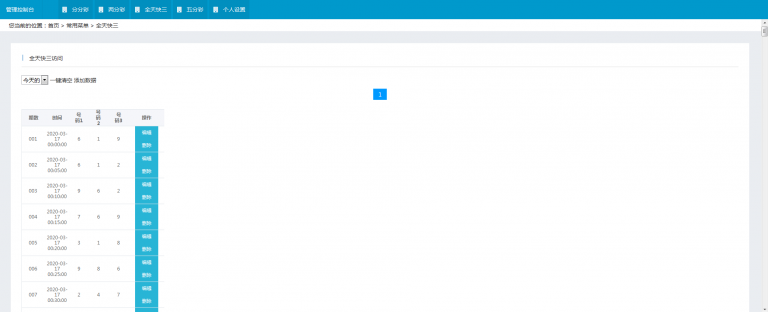 管理控制台 分分彩 两分彩 全天快三 五分彩 个人设置
您当前的位置：首页 > 常用菜单 > 全天快三
全天快三访问
今天的 一键清空 添加数据
1
期数 时间 号码1 号码2 号码3 操作
001 2020-03-17 00:00:00 6 1 9 编辑 删除
002 2020-03-17 00:05:00 6 1 2 编辑 删除
003 2020-03-17 00:10:00 9 6 2 编辑 删除
004 2020-03-17 00:15:00 7 6 9 编辑 删除
005 2020-03-17 00:20:00 3 1 8 编辑 删除
006 2020-03-17 00:25:00 9 8 6 编辑 删除
007 2020-03-17 00:30:00 2 4 7 编辑 删除